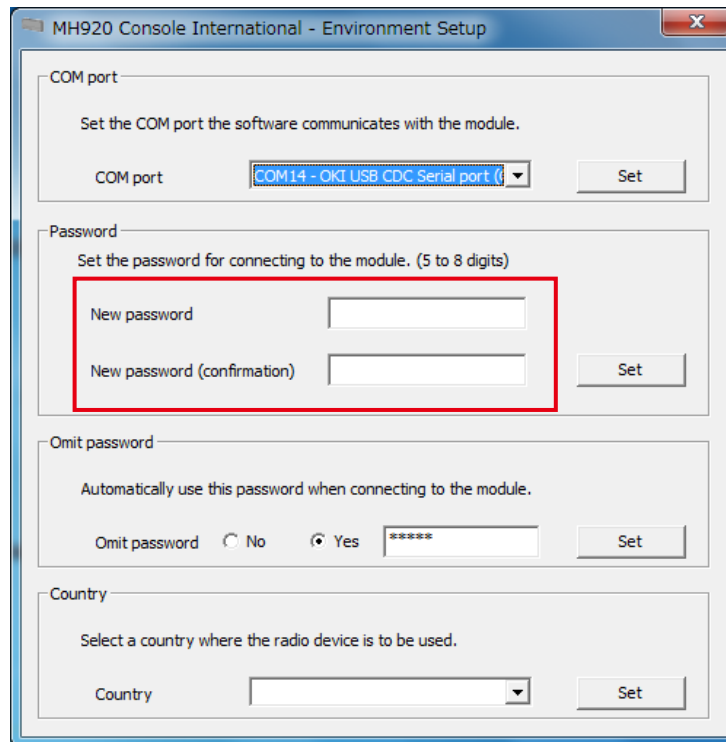 MH920 Console International - Environment Setup
COM port
Set the COM port the software communicates with the module.
COM port COM14 - OKI USB CDC Serial port ( Set
Password
Set the password for connecting to the module. (5 to 8 digits)
New password
New password (confirmation) Set
Omit password
Automatically use this password when connecting to the module.
Omit password No Yes ***** Set
Country
Select a country where the radio device is to be used.
Country Set